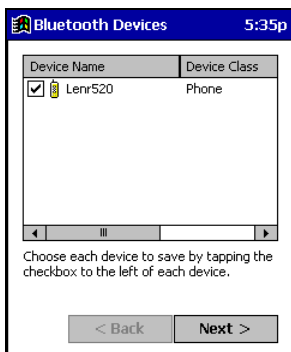 Bluetooth Devices 5:35p
Device Name Device Class
Lenr520 Phone
Choose each device to save by tapping the
checkbox to the left of each device.
< Back Next >